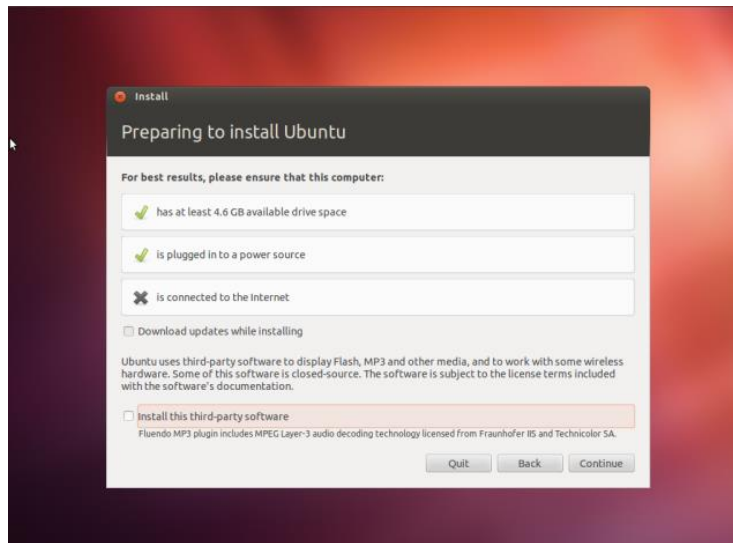 Install
Preparing to install Ubuntu
For best results, please ensure that this computer:
has at least 4.6 GB available drive space
is plugged in to a power source
is connected to the Internet
Download updates while installing
Ubuntu uses third-party software to display Flash, MP3 and other media, and to work with some wireless
hardware. Some of this software is closed-source. The software is subject to the license terms included
with the software's documentation.
Install this third-party software
Fluendo MP3 plugin includes MPEG Layer-3 audio decoding technology licensed from Fraunhofer IIS and Technicolor SA.
Quit Back Continue